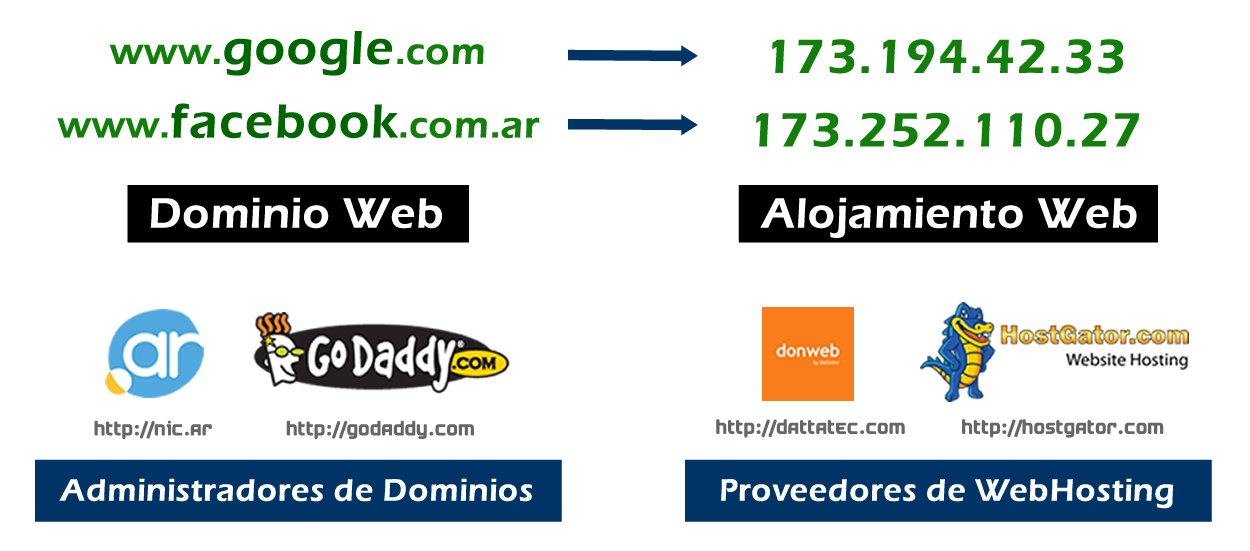 www.google.com
173.194.42.33
www.facebook.com.ar
173.252.110.27
Dominio Web
Alojamiento Web
ar
GoDaddy.COM
donweb
by Dattatec
HostGator.com
Website Hosting
http://nic.ar
http://godaddy.com
http://dattatec.com
http://hostgator.com
Administradores de Dominios
Proveedores de WebHosting